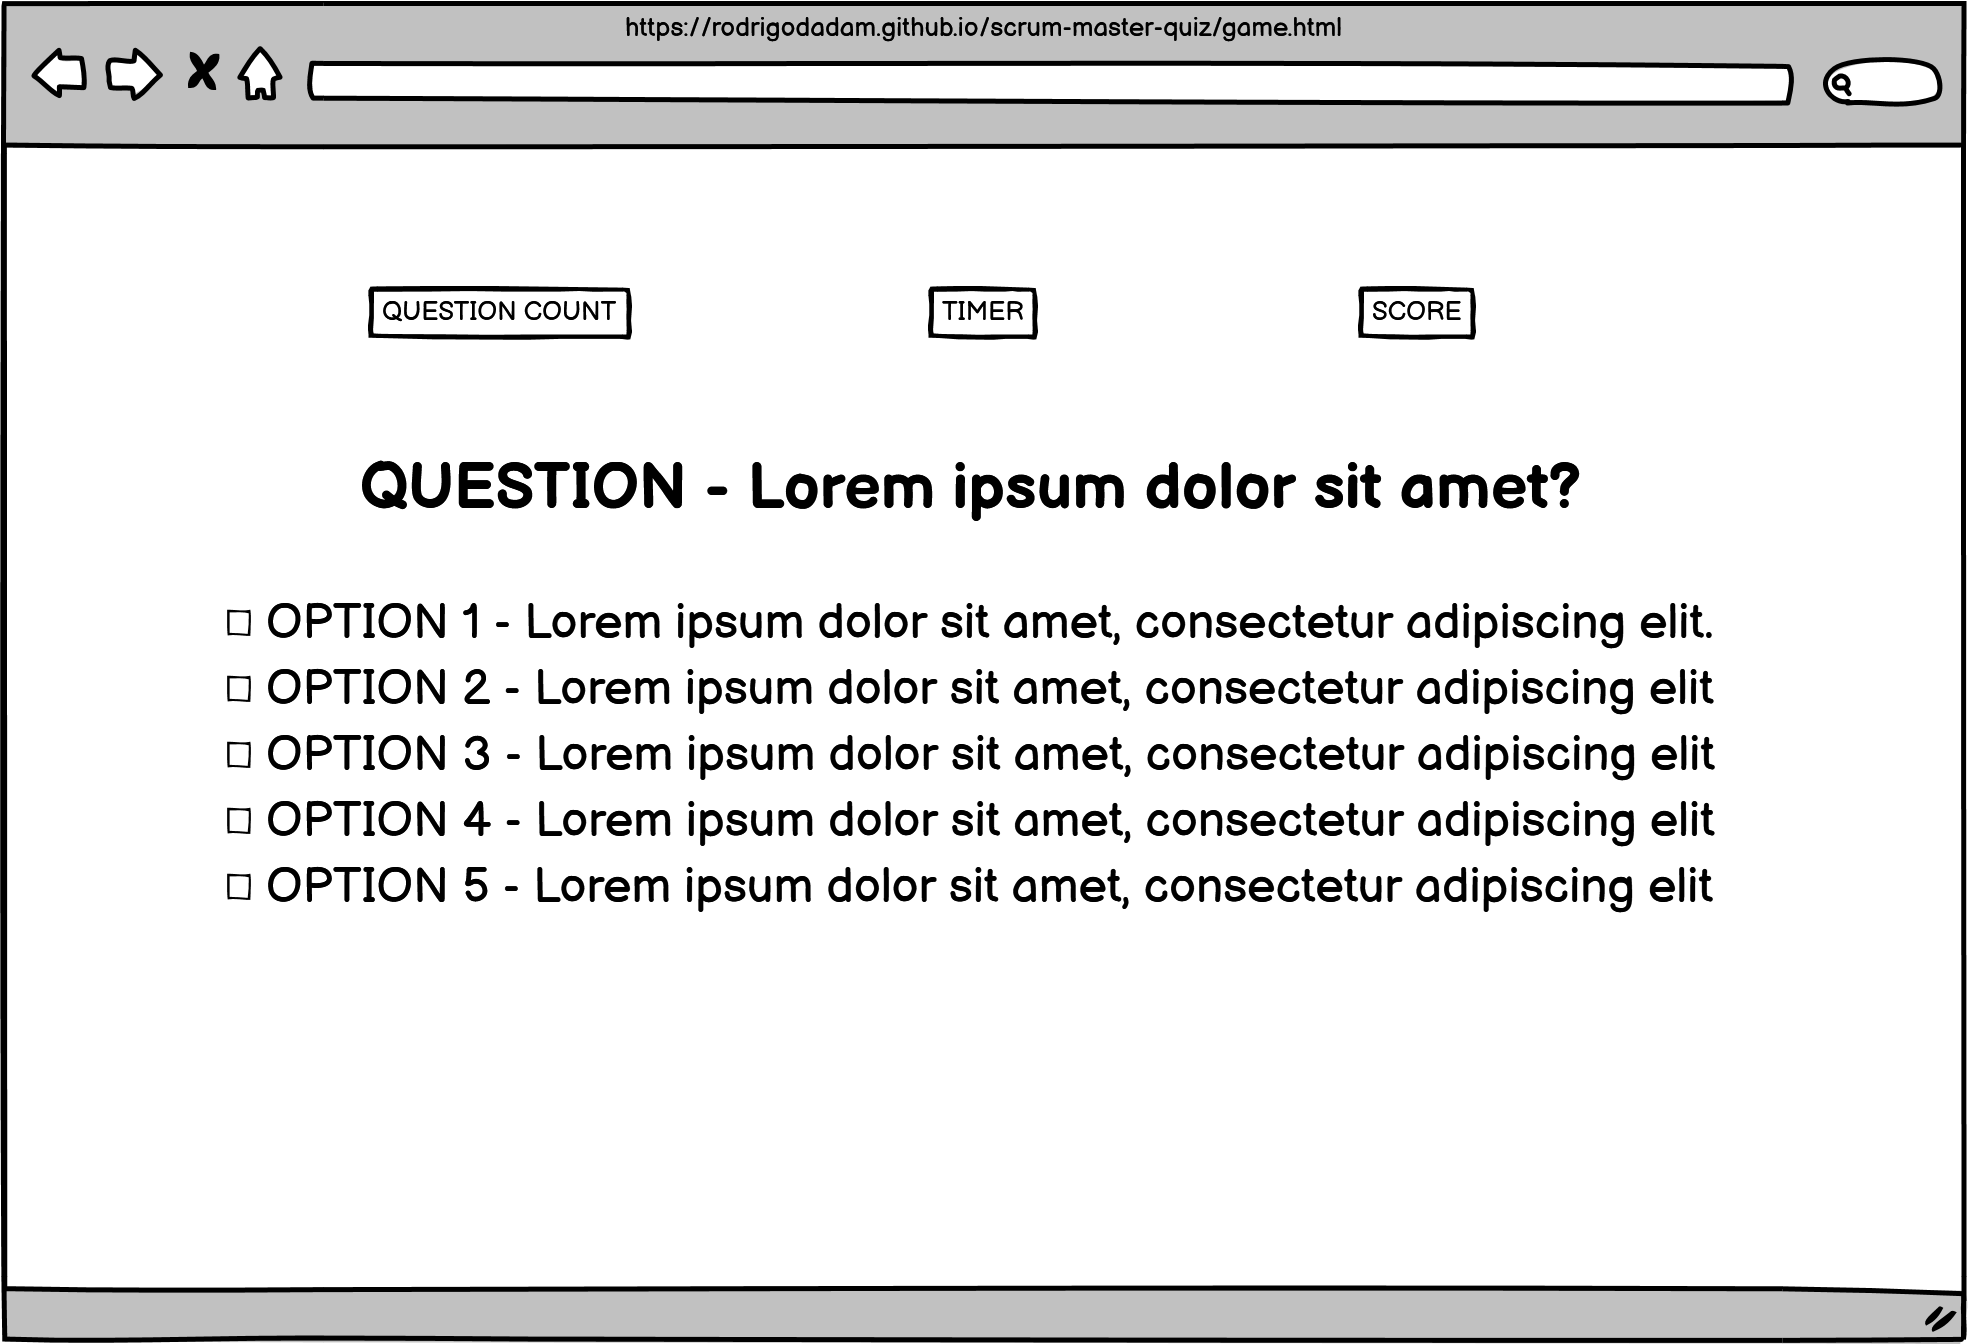 https://rodrigodadam.github.io/scrum-master-quiz/game.html
QUESTION COUNT
TIMER
SCORE
QUESTION - Lorem ipsum dolor sit amet?
OPTION 1 - Lorem ipsum dolor sit amet, consectetur adipiscing elit.
OPTION 2 - Lorem ipsum dolor sit amet, consectetur adipiscing elit
OPTION 3 - Lorem ipsum dolor sit amet, consectetur adipiscing elit
OPTION 4 - Lorem ipsum dolor sit amet, consectetur adipiscing elit
OPTION 5 - Lorem ipsum dolor sit amet, consectetur adipiscing elit